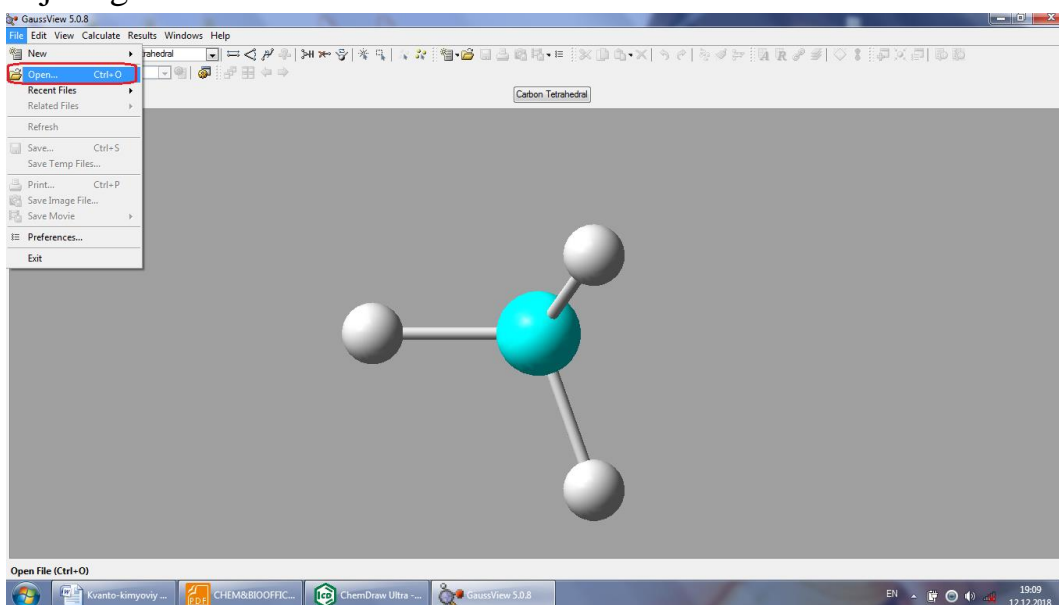 GaussView 5.0.8
File Edit View Calculate Results Windows Help
New
Open... Ctrl+O
Recent Files
Related Files
Refresh
Save... Ctrl+S
Save Temp Files...
Print... Ctrl+P
Save Image File...
Save Movie
Preferences...
Exit
Carbon Tetrahedral
Open File (Ctrl+O)
Kvanto-kimyoviy ...
CHEM&BIOOFFIC...
ChemDraw Ultra -...
GaussView 5.0.8
EN
19:09
12.12.2018